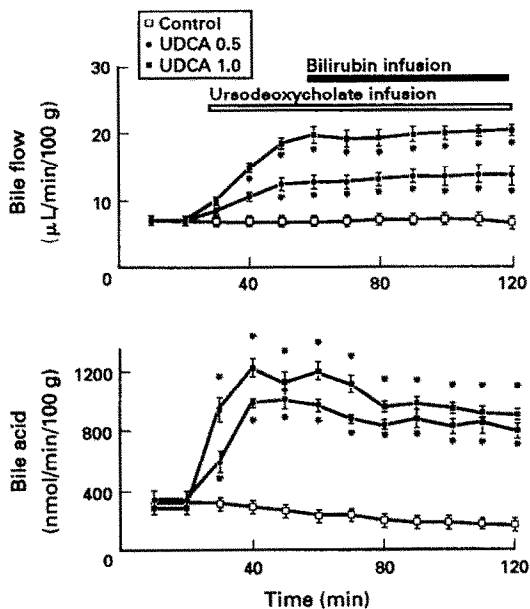 Control
UDCA 0.5
UDCA 1.0
Bilirubin infusion
Ursodeoxycholate infusion
Bile flow
(μL/min/100 g)
30
20
10
0
40
80
120
Bile acid
(nmol/min/100 g)
1200
800
400
0
40
80
120
Time (min)